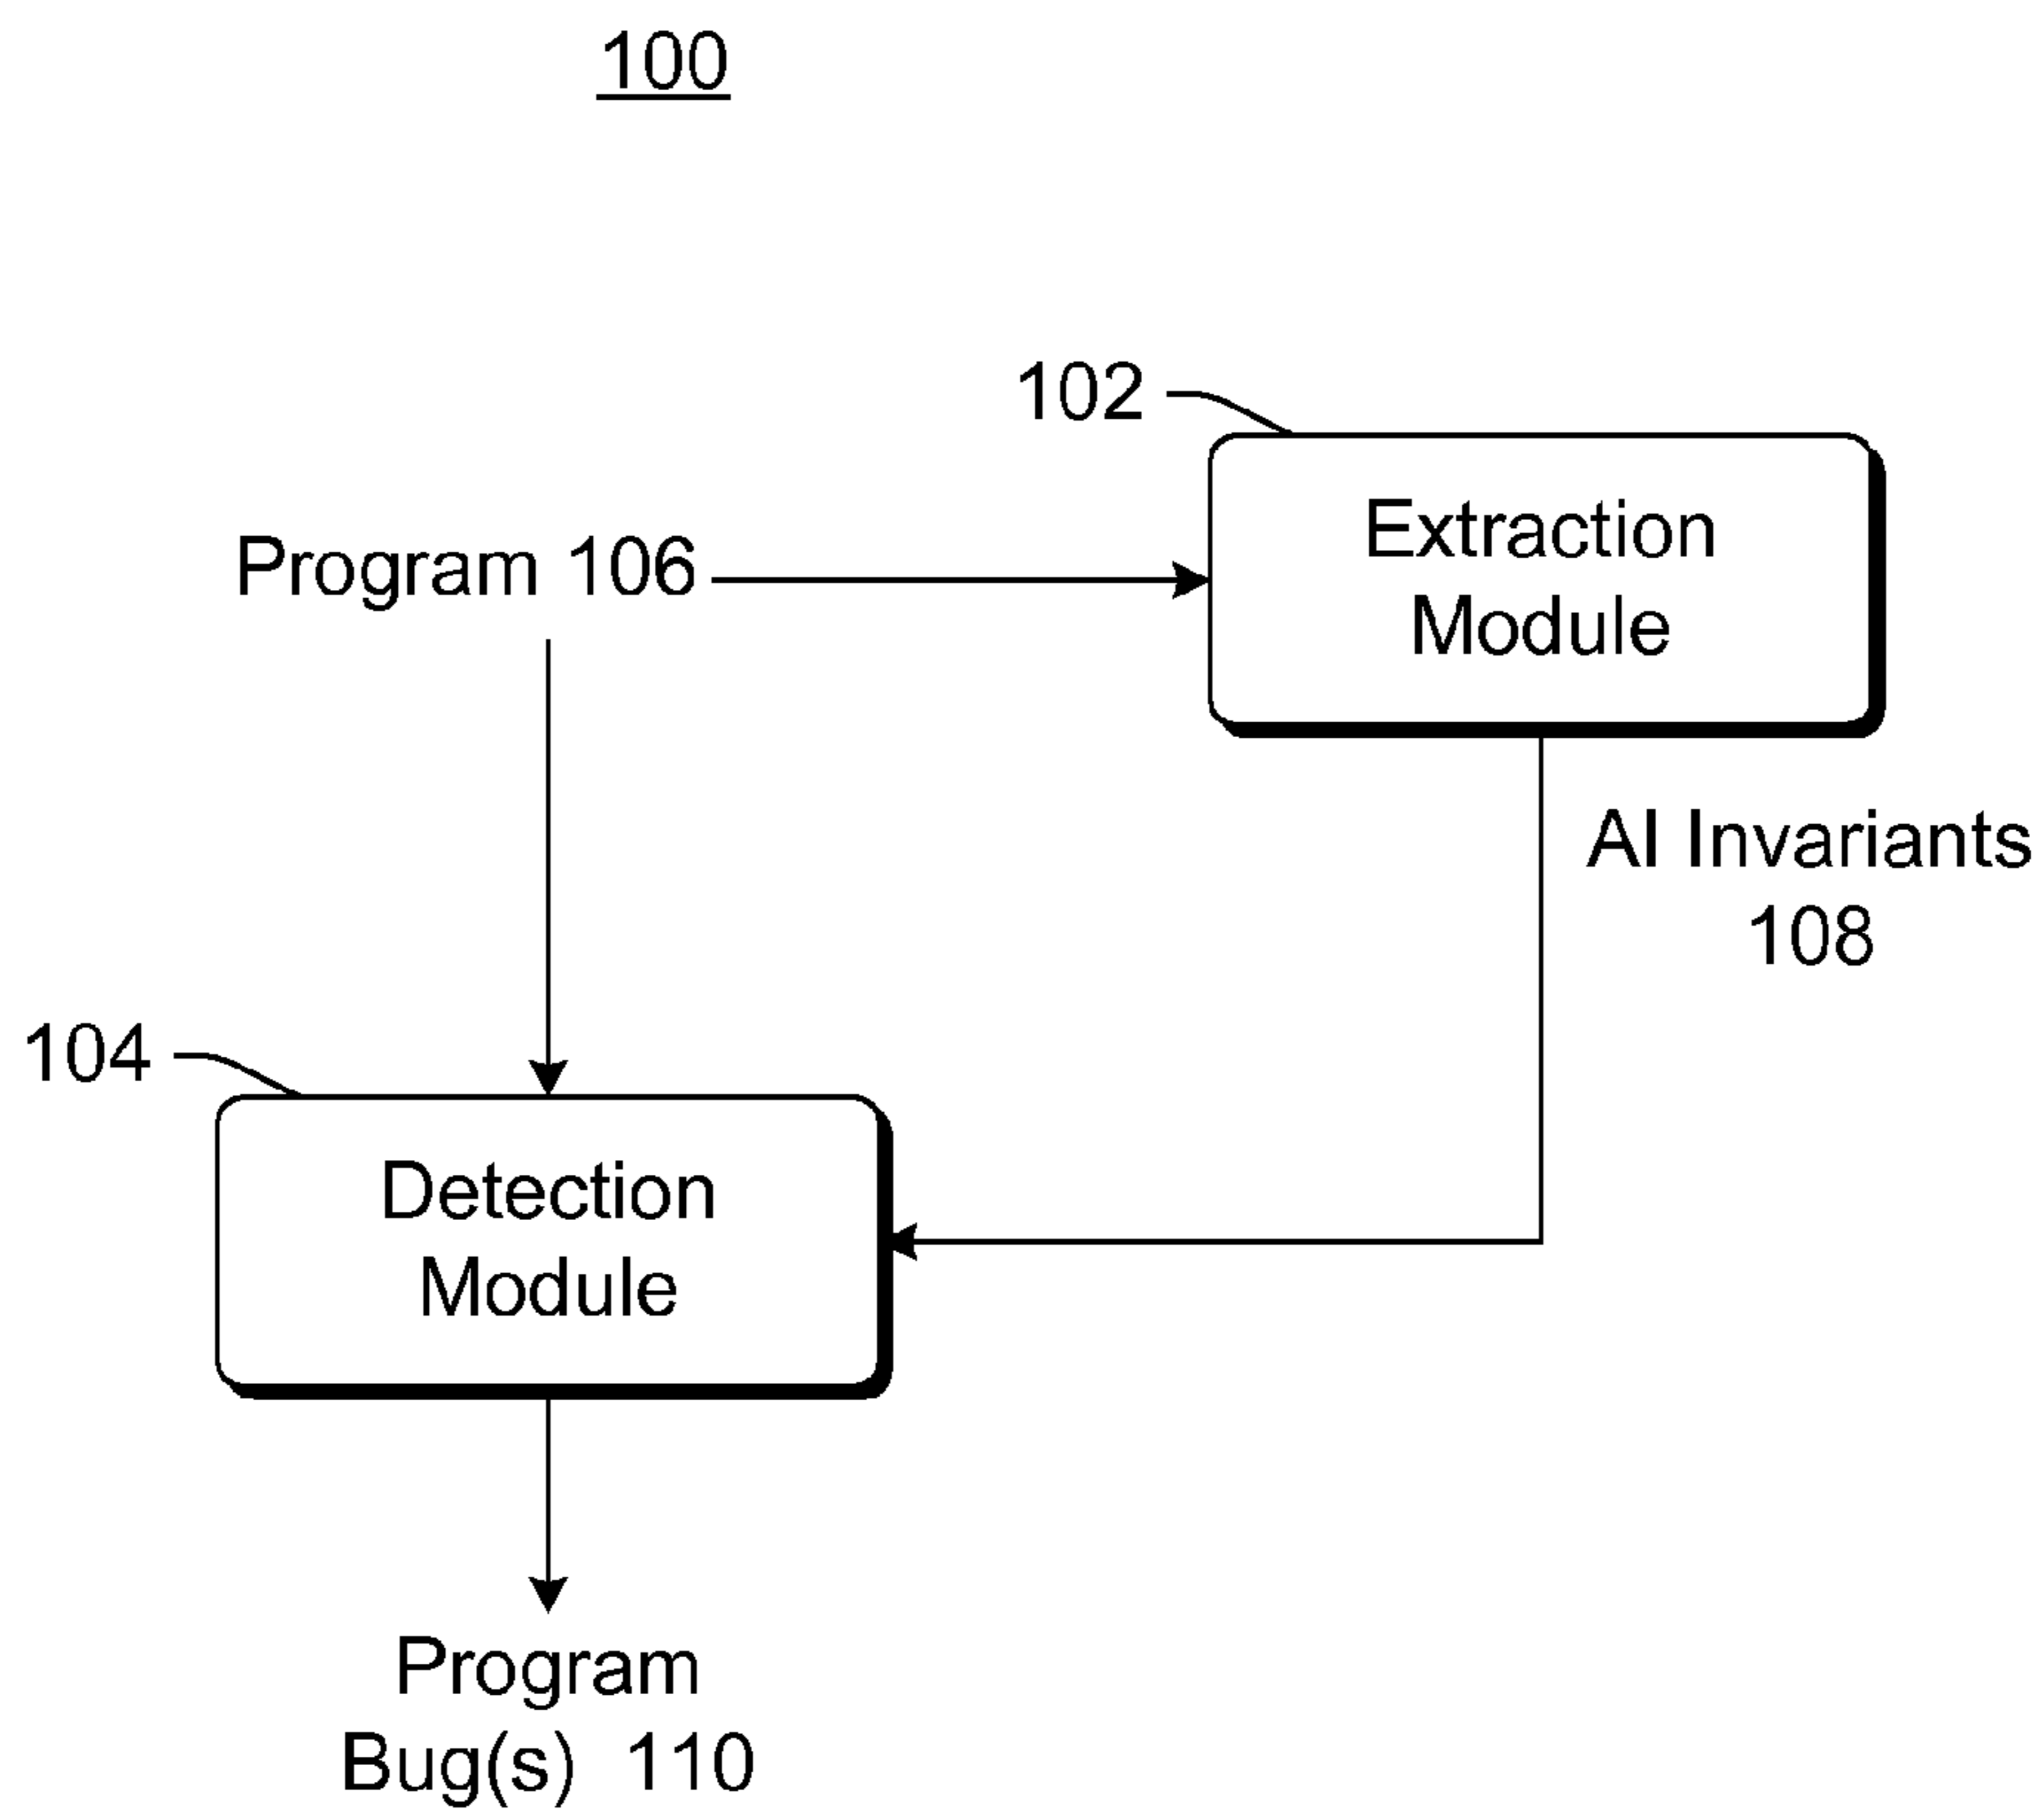 100
102
Extraction
Module
Program 106
AI Invariants
108
104
Detection
Module
Program
Bug(s) 110